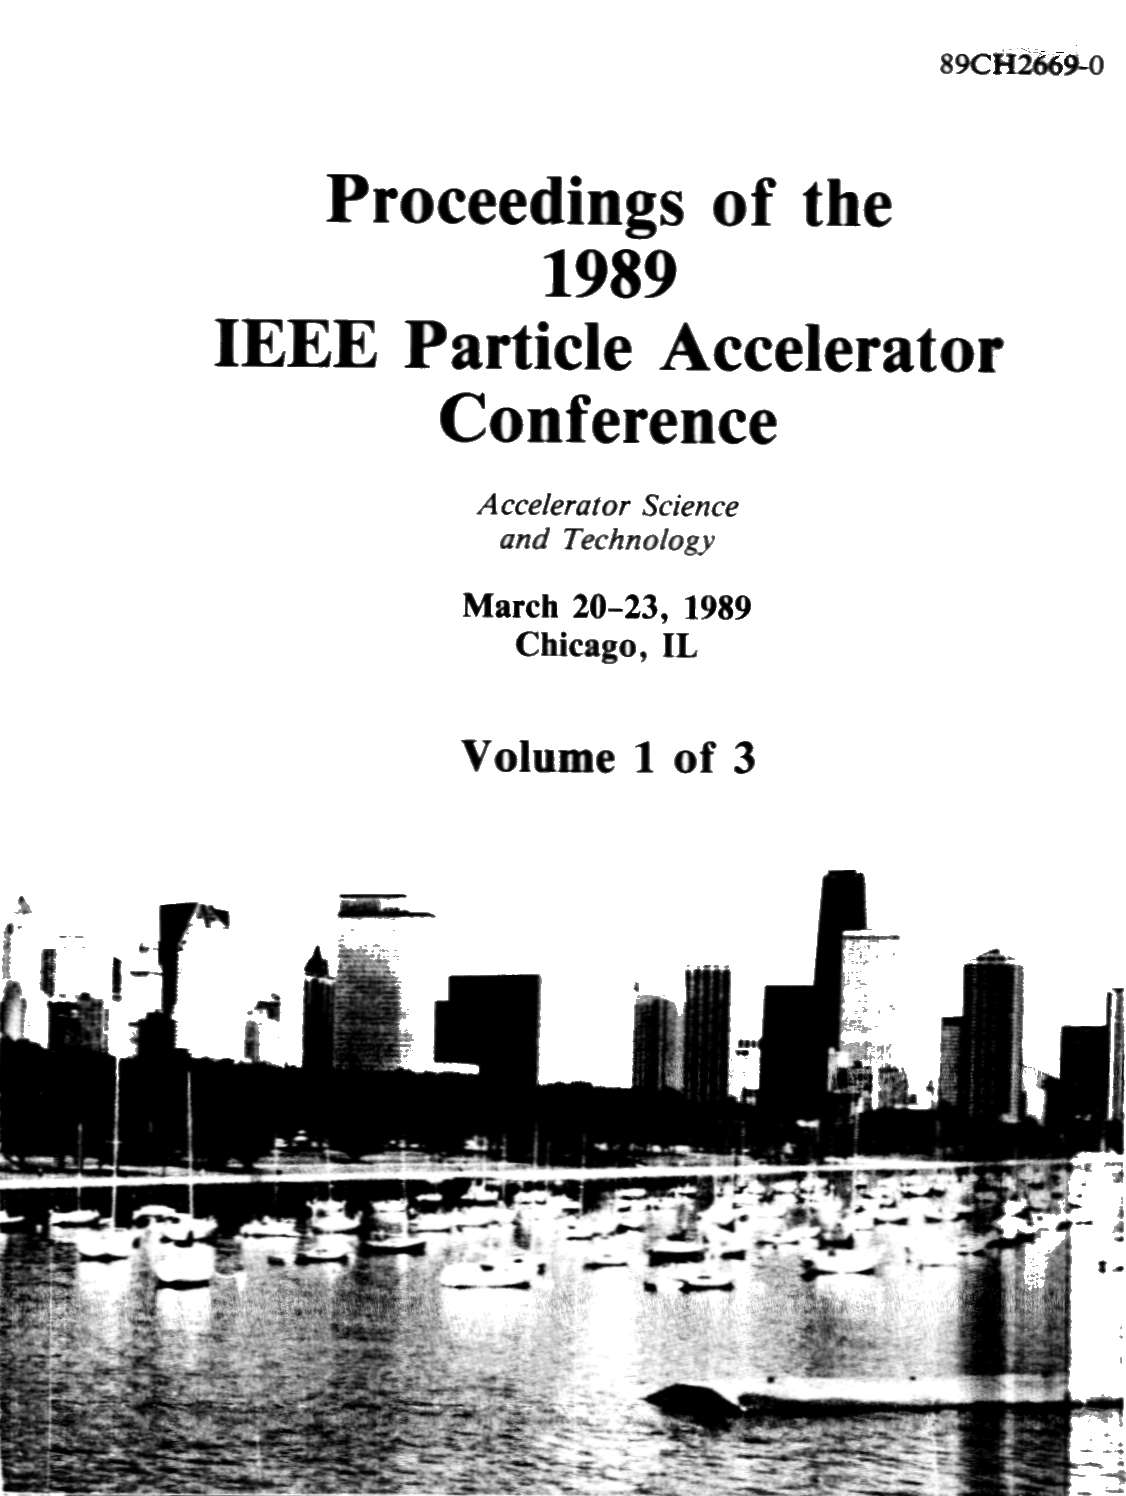 89CH2669-0
Proceedings of the
1989
IEEE Particle Accelerator
Conference
Accelerator Science
and Technology
March 20–23, 1989
Chicago, IL
Volume 1 of 3